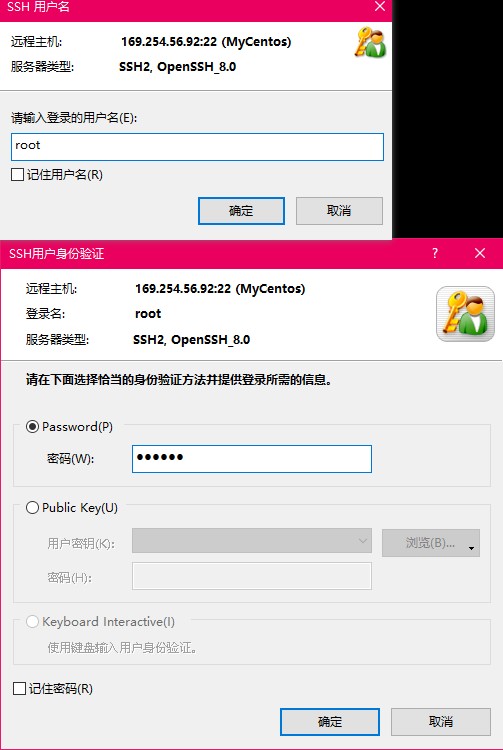 SSH 用户名
远程主机: 169.254.56.92:22 (MyCentos)
服务器类型: SSH2, OpenSSH_8.0
请输入登录的用户名(E):
root
记住用户名(R)
确定 取消
SSH用户身份验证 ?
远程主机: 169.254.56.92:22 (MyCentos)
登录名: root
服务器类型: SSH2, OpenSSH_8.0
请在下面选择恰当的身份验证方法并提供登录所需的信息。
Password(P)
密码(W): ●●●●●●
Public Key(U)
用户密钥(K): 浏览(B)...
密码(H):
Keyboard Interactive(I)
使用键盘输入用户身份验证。
记住密码(R)
确定 取消